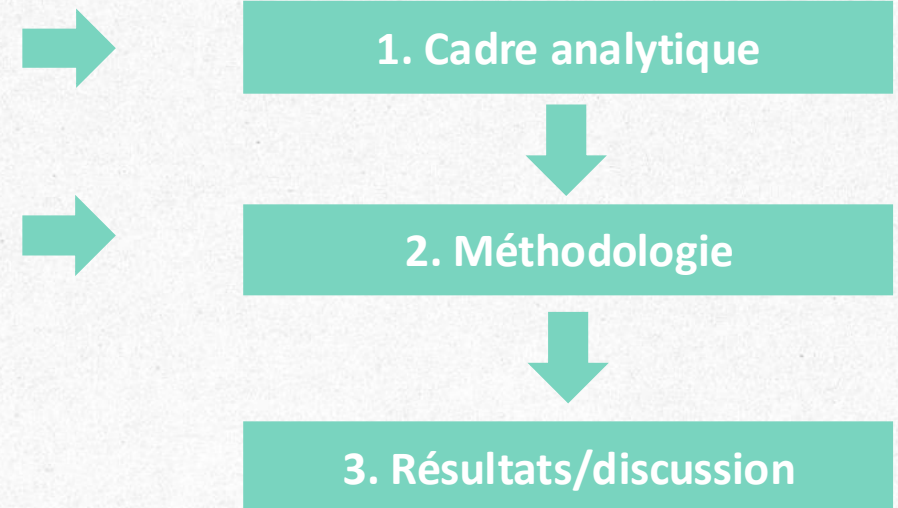 1. Cadre analytique
2. Méthodologie
3. Résultats/discussion